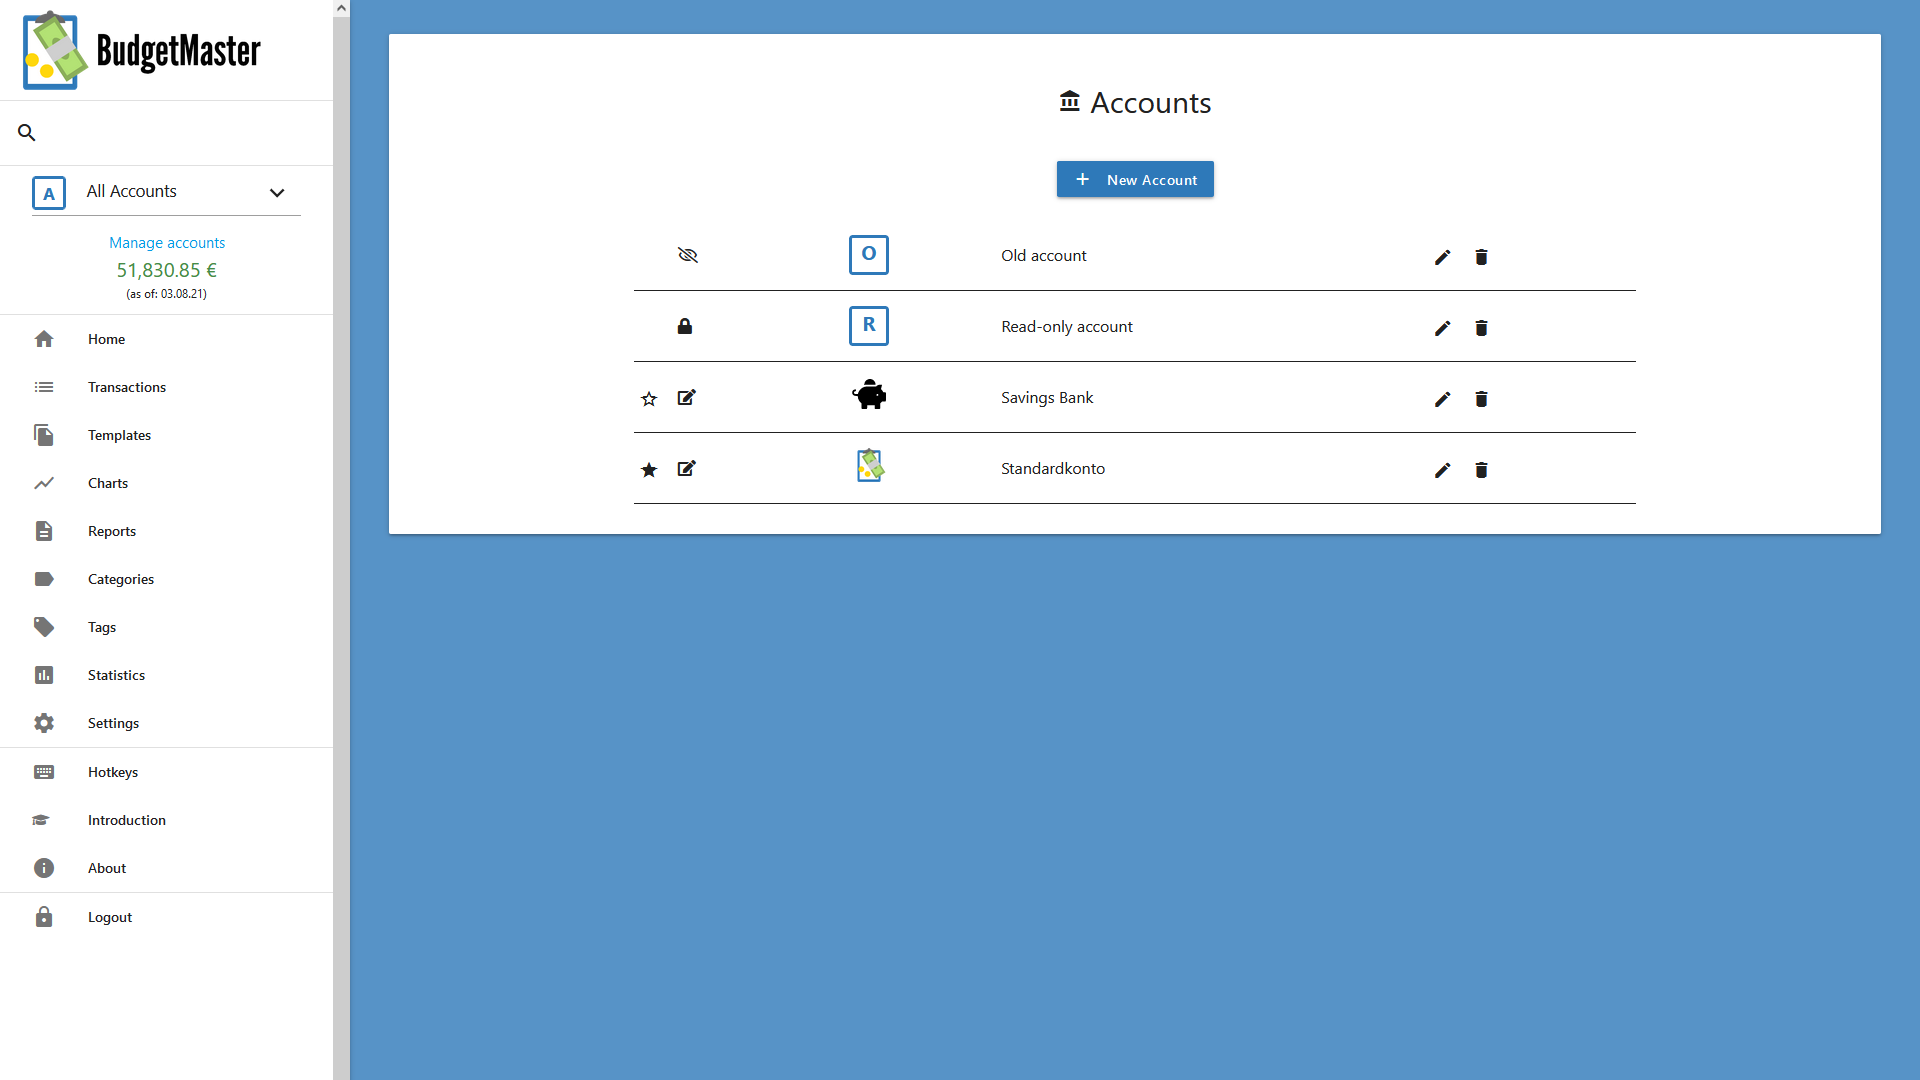 BudgetMaster
A All Accounts
Manage accounts
51,830.85 €
(as of: 03.08.21)
Home
Transactions
Templates
Charts
Reports
Categories
Tags
Statistics
Settings
Hotkeys
Introduction
About
Logout
Accounts
New Account
O Old account
R Read-only account
Savings Bank
Standardkonto